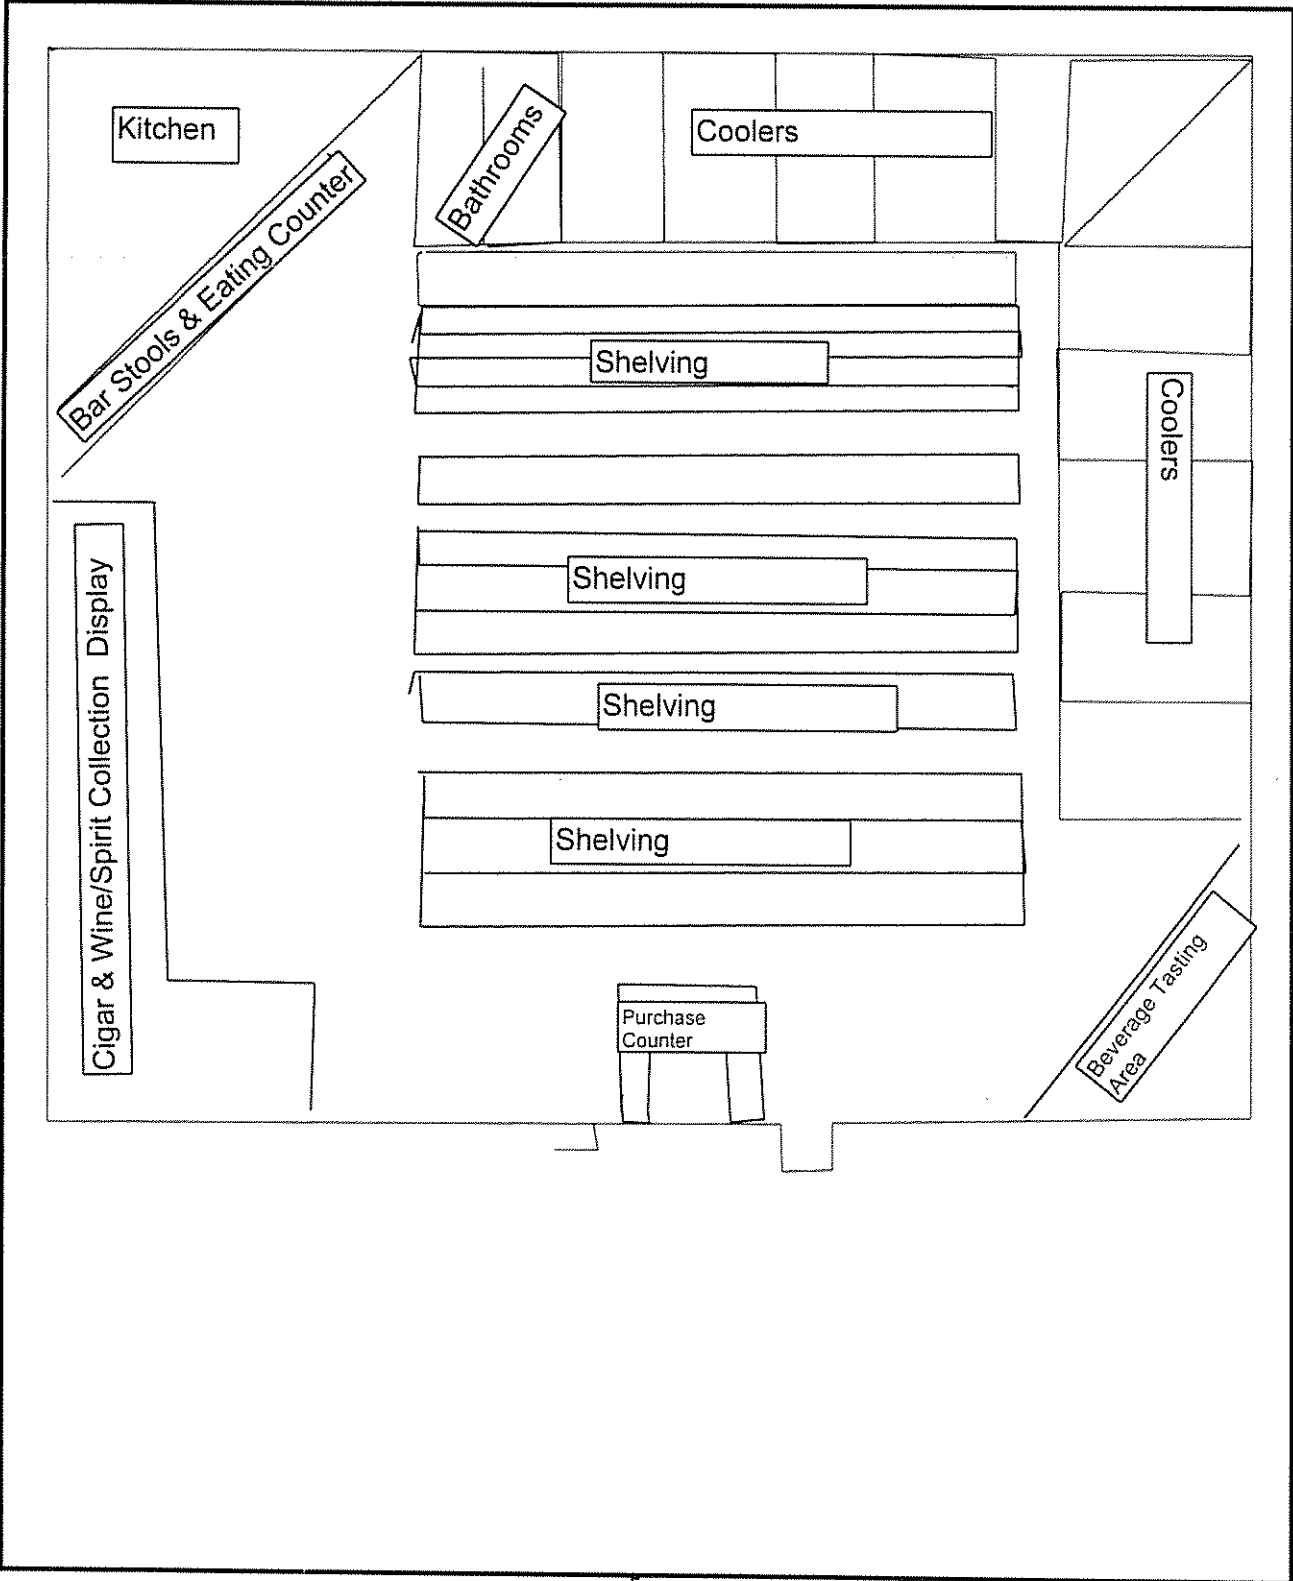 Kitchen
Bathrooms
Coolers
Bar Stools & Eating Counter
Shelving
Coolers
Shelving
Cigar & Wine/Spirit Collection Display
Shelving
Shelving
Purchase
Counter
Beverage Tasting
Area